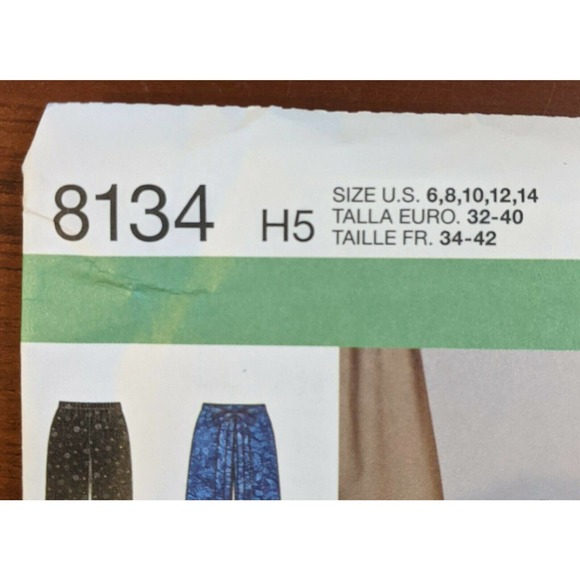 8134 H5
SIZE U.S. 6,8,10,12,14
TALLA EURO. 32-40
TAILLE FR. 34-42